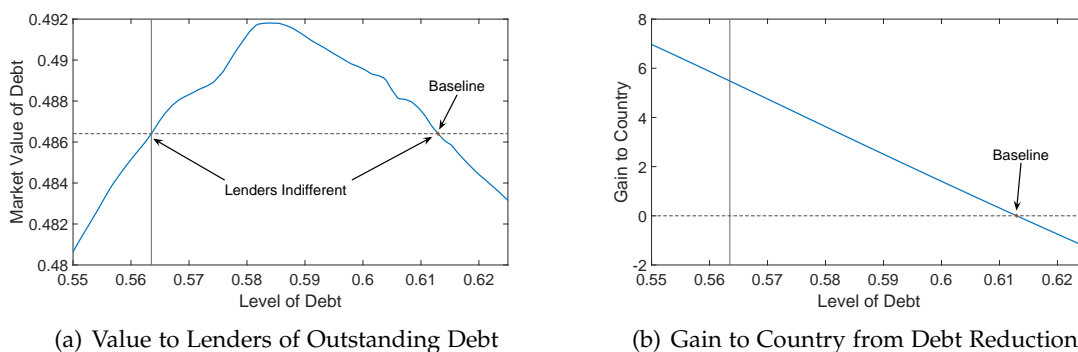 0.492
0.49
0.488
0.486
0.484
0.482
0.48
Market Value of Debt
Baseline
Lenders Indifferent
0.55 0.56 0.57 0.58 0.59 0.6 0.61 0.62
Level of Debt
(a) Value to Lenders of Outstanding Debt
8
6
4
2
0
-2
Gain to Country
Baseline
0.55 0.56 0.57 0.58 0.59 0.6 0.61 0.62
Level of Debt
(b) Gain to Country from Debt Reduction